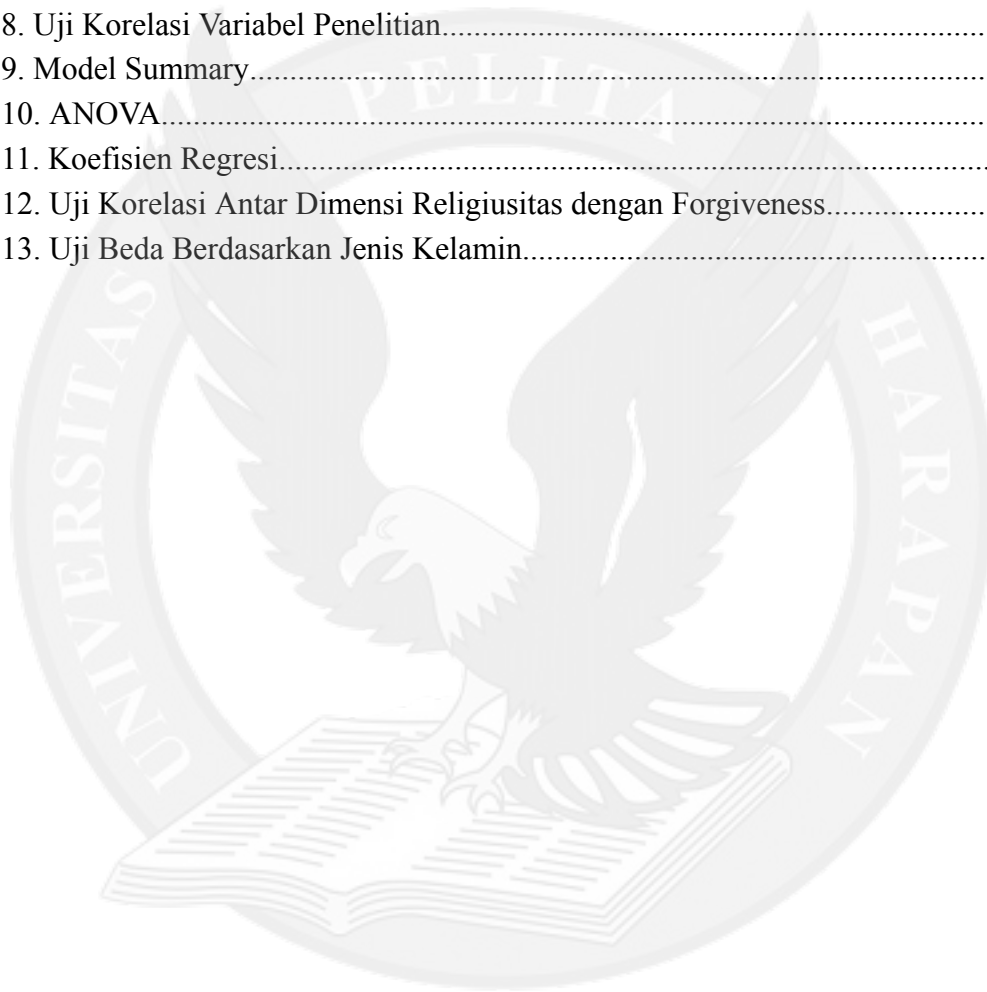 8. Uji Korelasi Variabel Penelitian.......................................................................
9. Model Summary................................................................................................
10. ANOVA...........................................................................................................
11. Koefisien Regresi.............................................................................................
12. Uji Korelasi Antar Dimensi Religiusitas dengan Forgiveness.....................
13. Uji Beda Berdasarkan Jenis Kelamin............................................................
UNIVERSITAS PELITA HARAPAN